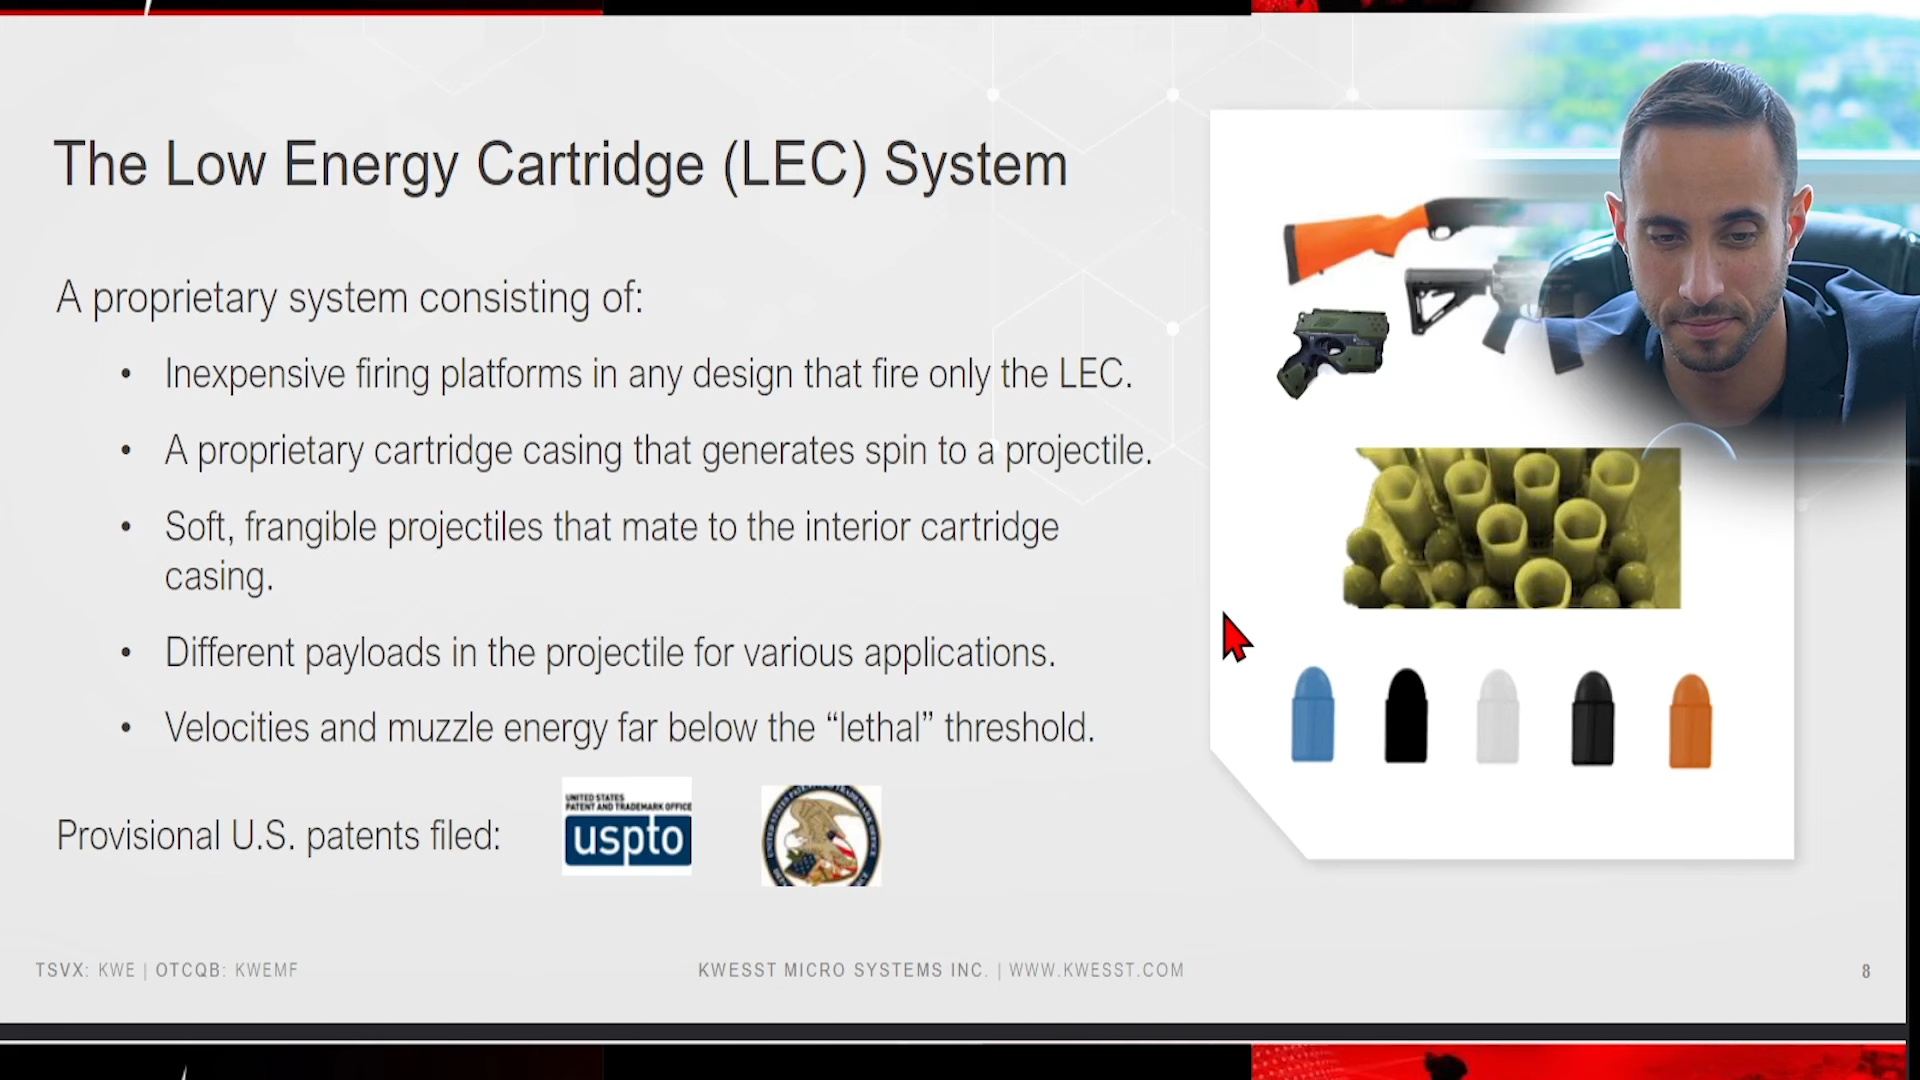 The Low Energy Cartridge (LEC) System
A proprietary system consisting of:
• Inexpensive firing platforms in any design that fire only the LEC.
• A proprietary cartridge casing that generates spin to a projectile.
• Soft, frangible projectiles that mate to the interior cartridge
casing.
• Different payloads in the projectile for various applications.
• Velocities and muzzle energy far below the “lethal” threshold.
Provisional U.S. patents filed:
UNITED STATES
PATENT AND TRADEMARK OFFICE
uspto
TSVX: KWE | OTCQB: KWEMF
KWESST MICRO SYSTEMS INC. | WWW.KWESST.COM
8